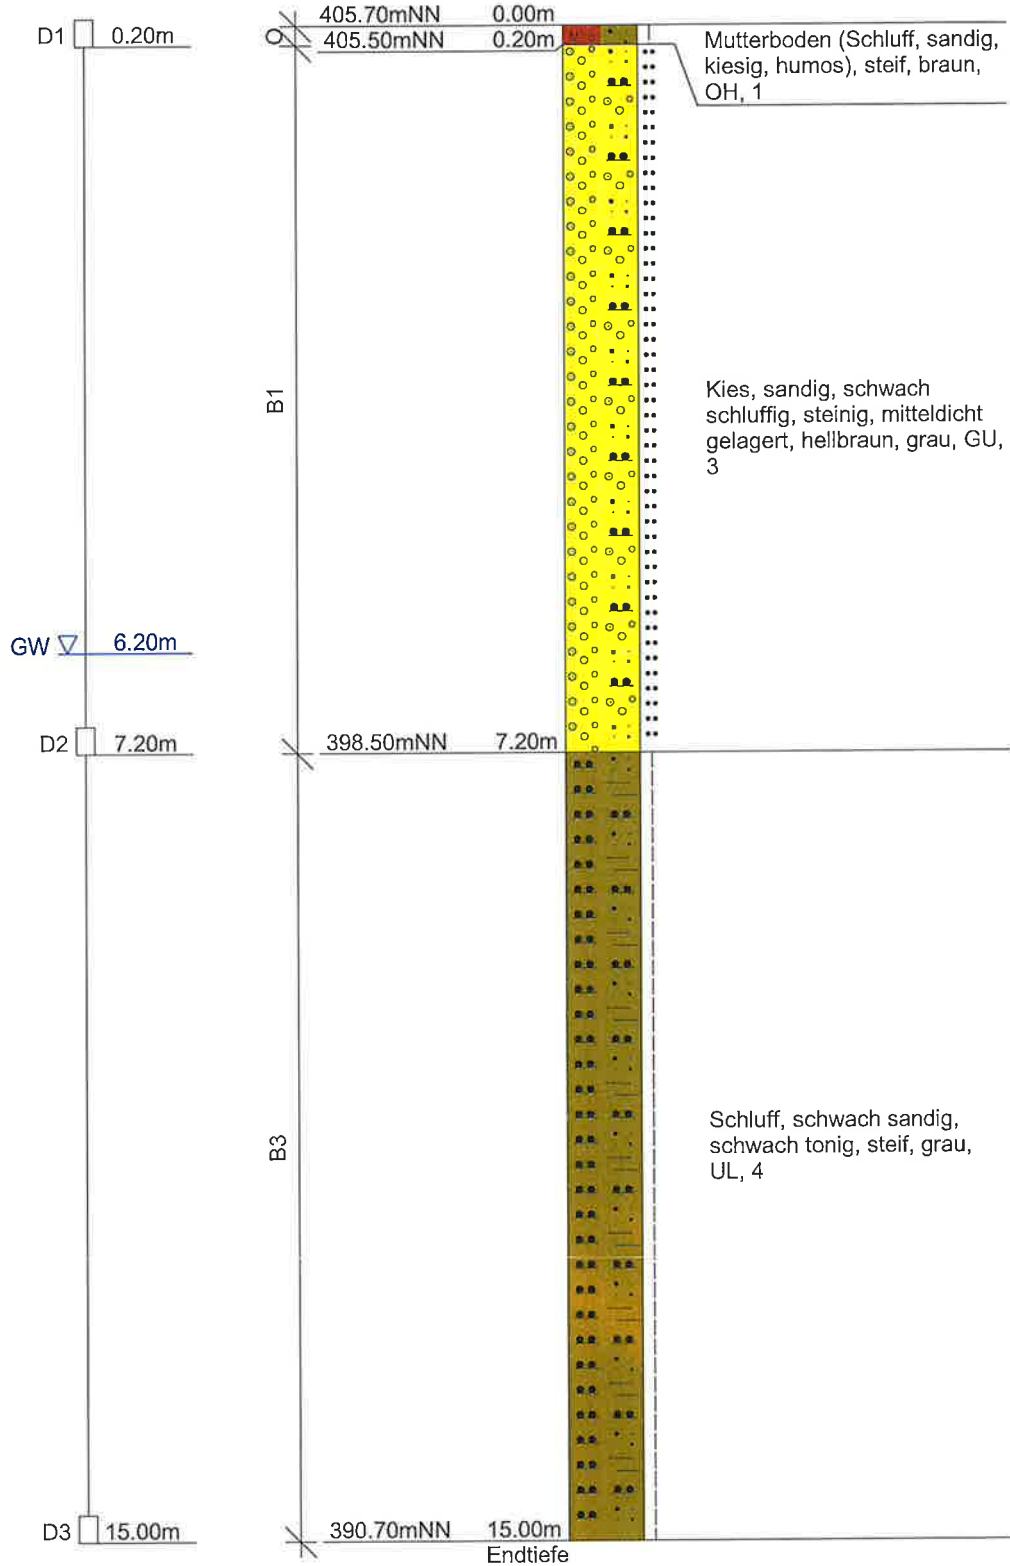 405.70mNN 0.00m
D1 0.20m
O
405.50mNN 0.20m
Mutterboden (Schluff, sandig,
kiesig, humos), steif, braun,
OH, 1
B1
Kies, sandig, schwach
schluffig, steinig, mitteldicht
gelagert, hellbraun, grau, GU,
3
GW 6.20m
D2 7.20m
398.50mNN 7.20m
B3
Schluff, schwach sandig,
schwach tonig, steif, grau,
UL, 4
D3 15.00m
390.70mNN 15.00m
Endtiefe